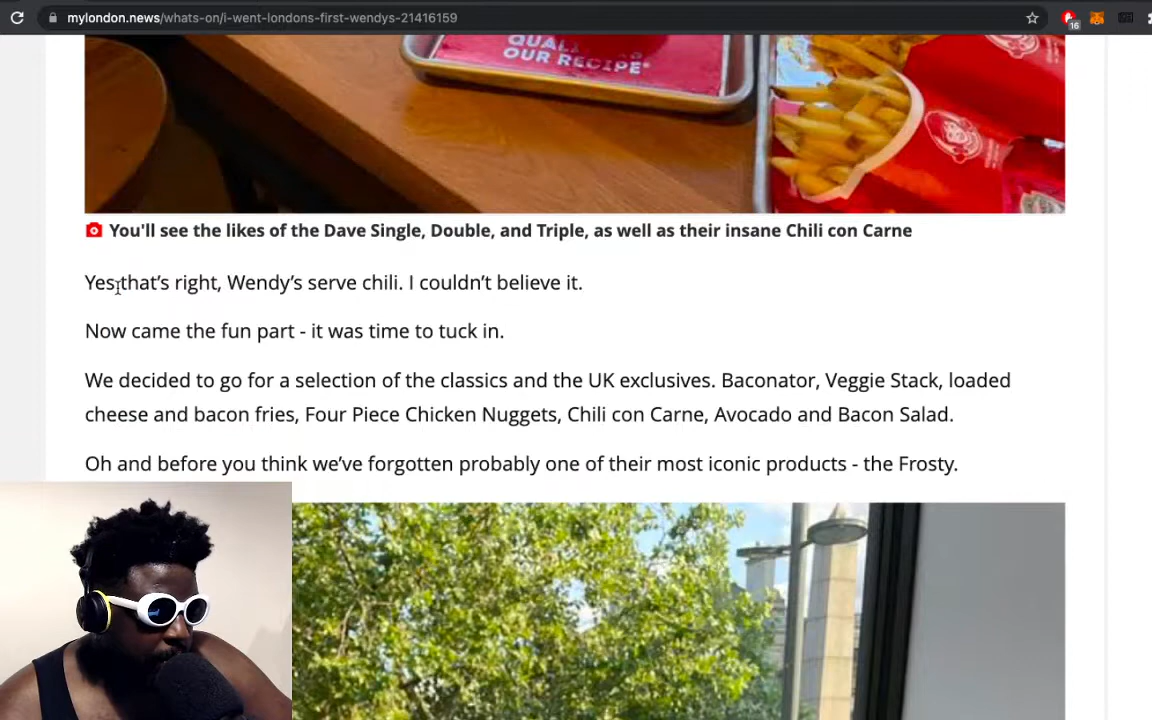 mylondon.news/whats-on/i-went-londons-first-wendys-21416159
16
OUR RECIPE
You'll see the likes of the Dave Single, Double, and Triple, as well as their insane Chili con Carne
Yes that's right, Wendy's serve chili. I couldn't believe it.
Now came the fun part - it was time to tuck in.
We decided to go for a selection of the classics and the UK exclusives. Baconator, Veggie Stack, loaded
cheese and bacon fries, Four Piece Chicken Nuggets, Chili con Carne, Avocado and Bacon Salad.
Oh and before you think we've forgotten probably one of their most iconic products - the Frosty.